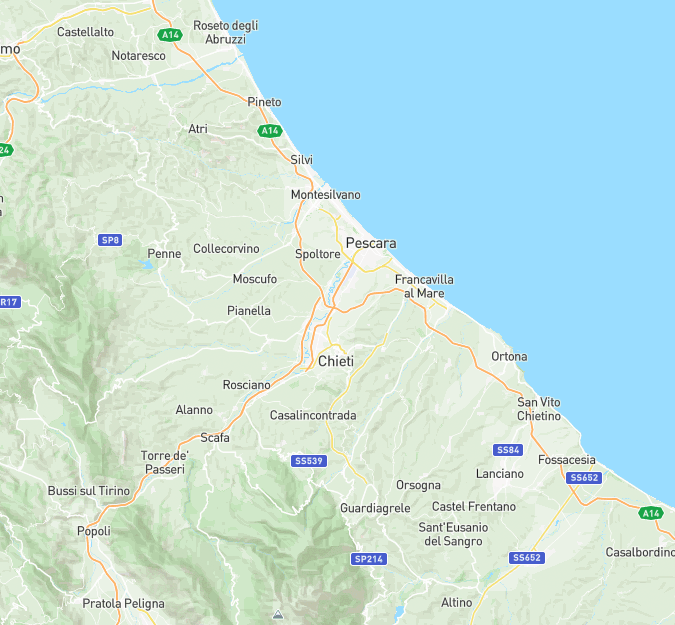 Roseto degli
Abruzzi
Castellalto
A14
mo
Notaresco
Pineto
Atri
A14
24
Silvi
Montesilvano
SP8
Pescara
Penne
Collecorvino
Spoltore
Moscufo
Francavilla
al Mare
R17
Pianella
Ortona
Chieti
Rosciano
San Vito
Chietino
Alanno
Casalincontrada
Scafa
SS84
Torre de'
Passeri
SS539
Fossacesia
Lanciano
SS652
Bussi sul Tirino
Orsogna
Guardiagrele
Castel Frentano
A14
Popoli
Sant'Eusanio
del Sangro
Casalbordino
SP214
SS652
Pratola Peligna
Altino